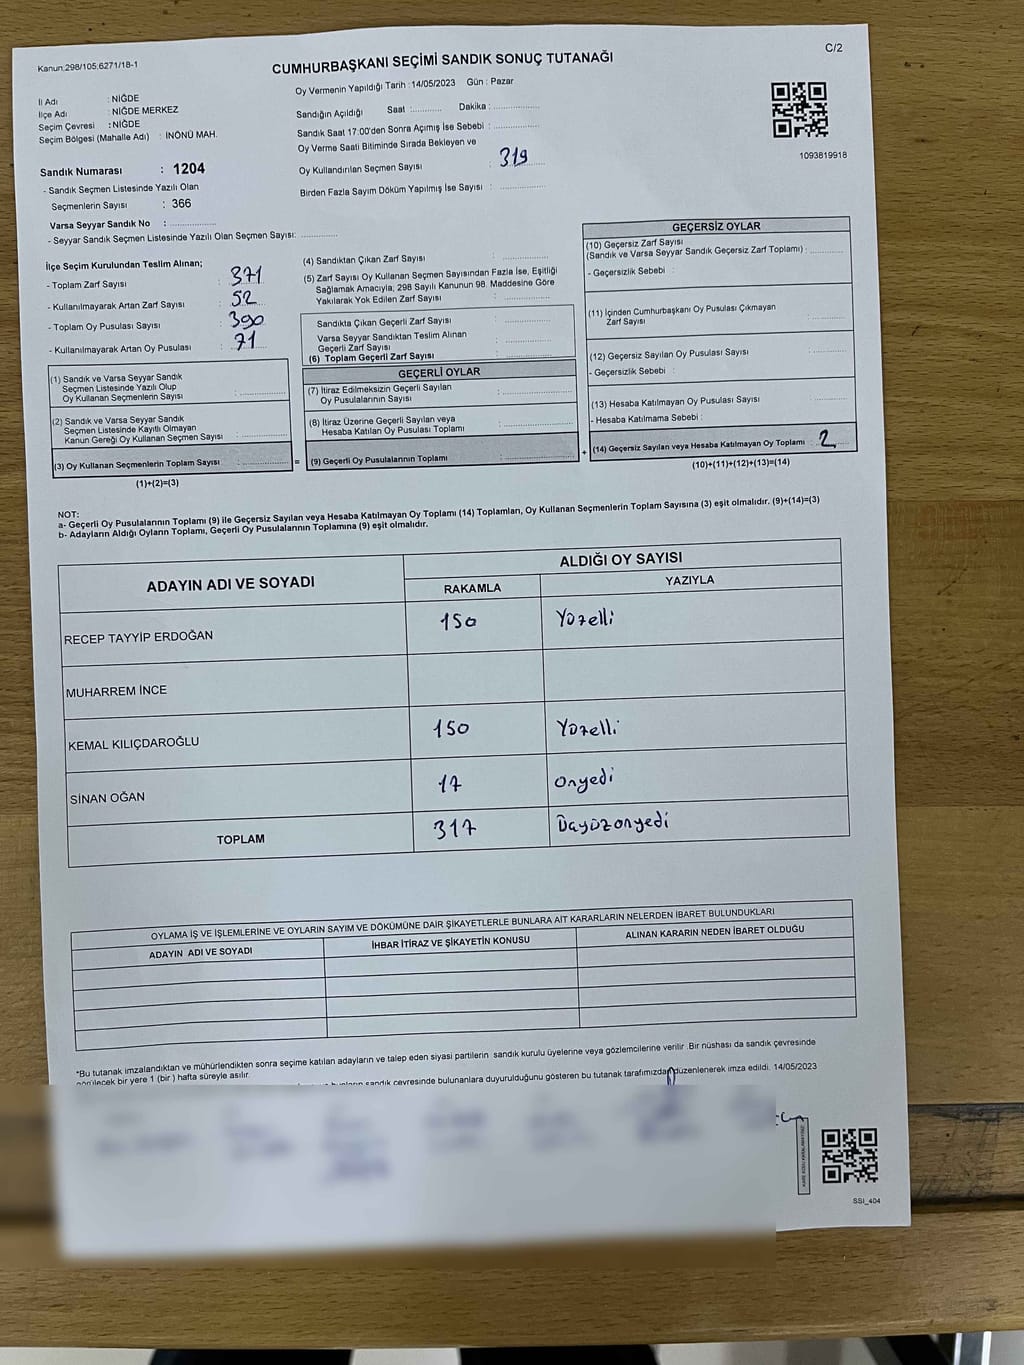 Kanun:298/105:6271/18-1
CUMHURBAŞKANI SEÇİMİ SANDIK SONUÇ TUTANAĞI
C/2
Oy Vermenin Yapıldığı Tarih : 14/05/2023 Gün : Pazar
İl Adı : NİĞDE
İlçe Adı : NİĞDE MERKEZ
Seçim Çevresi : NİĞDE
Seçim Bölgesi (Mahalle Adı) : İNÖNÜ MAH.
Sandığın Açıldığı Saat :............ Dakika :................
Sandık Saat 17:00'den Sonra Açımış İse Sebebi :................
Oy Verme Saati Bitiminde Sırada Bekleyen ve
Oy Kullandırılan Seçmen Sayısı : 319
Birden Fazla Sayım Döküm Yapılmış İse Sayısı :................
1093819918
Sandık Numarası : 1204
- Sandık Seçmen Listesinde Yazılı Olan
Seçmenlerin Sayısı : 366
Varsa Seyyar Sandık No :................
- Seyyar Sandık Seçmen Listesinde Yazılı Olan Seçmen Sayısı:............
İlçe Seçim Kurulundan Teslim Alınan;
- Toplam Zarf Sayısı : 371
- Kullanılmayarak Artan Zarf Sayısı : 52
- Toplam Oy Pusulası Sayısı : 390
- Kullanılmayarak Artan Oy Pusulası : 71
(1) Sandık ve Varsa Seyyar Sandık
Seçmen Listesinde Yazılı Olup
Oy Kullanan Seçmenlerin Sayısı :................
(2) Sandık ve Varsa Seyyar Sandık
Seçmen Listesinde Kayıtlı Olmayan
Kanun Gereği Oy Kullanan Seçmen Sayısı :................
(3) Oy Kullanan Seçmenlerin Toplam Sayısı :................
(1)+(2)=(3)
=
(4) Sandıktan Çıkan Zarf Sayısı :................
(5) Zarf Sayısı Oy Kullanan Seçmen Sayısından Fazla İse, Eşitliği
Sağlamak Amacıyla, 298 Sayılı Kanunun 98. Maddesine Göre
Yakılarak Yok Edilen Zarf Sayısı :................
Sandıkta Çıkan Geçerli Zarf Sayısı :................
Varsa Seyyar Sandıktan Teslim Alınan
Geçerli Zarf Sayısı :................
(6) Toplam Geçerli Zarf Sayısı :................
GEÇERLİ OYLAR
(7) İtiraz Edilmeksizin Geçerli Sayılan
Oy Pusulalarının Sayısı :................
(8) İtiraz Üzerine Geçerli Sayılan veya
Hesaba Katılan Oy Pusulası Toplamı :................
(9) Geçerli Oy Pusulalarının Toplamı :................
+
GEÇERSİZ OYLAR
(10) Geçersiz Zarf Sayısı
(Sandık ve Varsa Seyyar Sandık Geçersiz Zarf Toplamı) :............
- Geçersizlik Sebebi :
(11) İçinden Cumhurbaşkanı Oy Pusulası Çıkmayan
Zarf Sayısı :............
(12) Geçersiz Sayılan Oy Pusulası Sayısı :............
- Geçersizlik Sebebi :
(13) Hesaba Katılmayan Oy Pusulası Sayısı :............
- Hesaba Katılmama Sebebi :
(14) Geçersiz Sayılan veya Hesaba Katılmayan Oy Toplamı : 2
(10)+(11)+(12)+(13)=(14)
NOT:
a- Geçerli Oy Pusulalarının Toplamı (9) ile Geçersiz Sayılan veya Hesaba Katılmayan Oy Toplamı (14) Toplamları, Oy Kullanan Seçmenlerin Toplam Sayısına (3) eşit olmalıdır. (9)+(14)=(3)
b- Adayların Aldığı Oyların Toplamı, Geçerli Oy Pusulalarının Toplamına (9) eşit olmalıdır.
ADAYIN ADI VE SOYADI
ALDIĞI OY SAYISI
RAKAMLA YAZIYLA
RECEP TAYYİP ERDOĞAN 150 Yüzelli
MUHARREM İNCE
KEMAL KILIÇDAROĞLU 150 Yüzelli
SİNAN OĞAN 17 Onyedi
TOPLAM 317 Üçyüzonyedi
OYLAMA İŞ VE İŞLEMLERİNE VE OYLARIN SAYIM VE DÖKÜMÜNE DAİR ŞİKAYETLERLE BUNLARA AİT KARARLARIN NELERDEN İBARET BULUNDUKLARI
ADAYIN ADI VE SOYADI İHBAR İTİRAZ VE ŞİKAYETİN KONUSU ALINAN KARARIN NEDEN İBARET OLDUĞU
*Bu tutanak imzalandıktan ve mühürlendikten sonra seçime katılan adayların ve talep eden siyasi partilerin sandık kurulu üyelerine veya gözlemcilerine verilir .Bir nüshası da sandık çevresinde
görülecek bir yere 1 (bir ) hafta süreyle asılır.
sandık çevresinde bulunanlara duyurulduğunu gösteren bu tutanak tarafımızdan düzenlenerek imza edildi. 14/05/2023
SSI_404